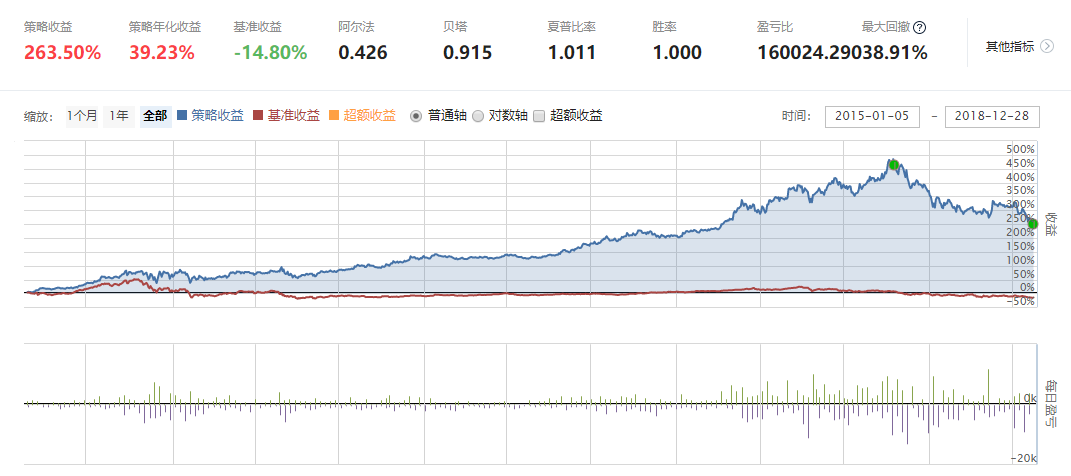 策略收益 策略年化收益 基准收益 阿尔法 贝塔 夏普比率 胜率 盈亏比 最大回撤 ?
263.50% 39.23% -14.80% 0.426 0.915 1.011 1.000 160024.29038.91%
其他指标
缩放: 1个月 1年 全部 策略收益 基准收益 超额收益 普通轴 对数轴 超额收益 时间: 2015-01-05 - 2018-12-28
500%
450%
400%
350%
300%
250%
200%
150%
100%
50%
0%
-50%
收益
0k
-20k
每日盈亏